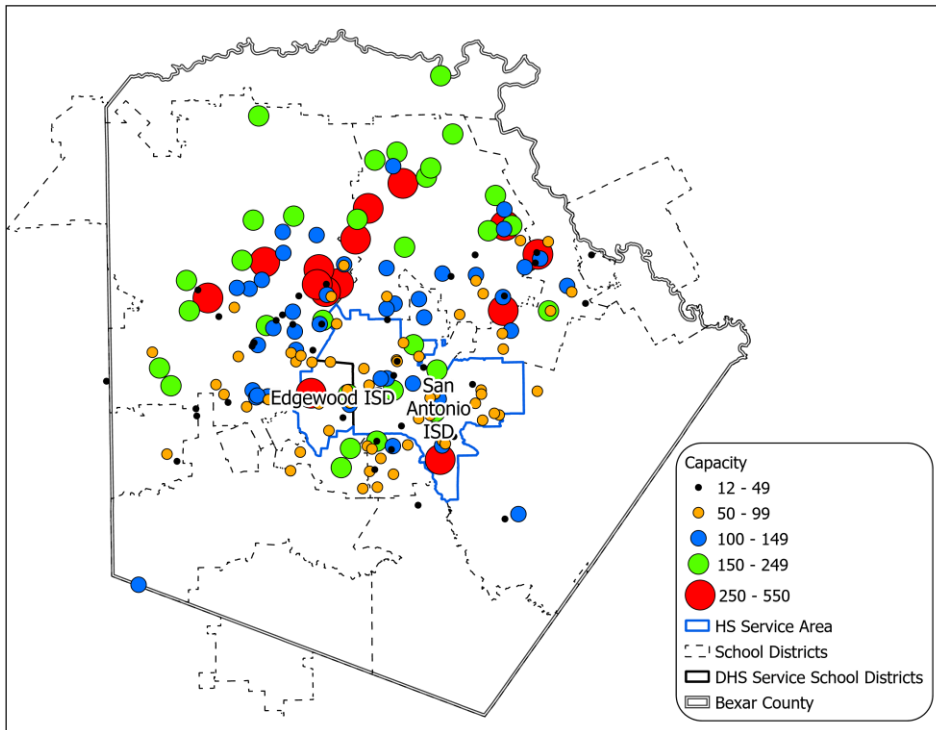 Edgewood ISD
San
Antonio
ISD
Capacity
12 - 49
50 - 99
100 - 149
150 - 249
250 - 550
HS Service Area
School Districts
DHS Service School Districts
Bexar County